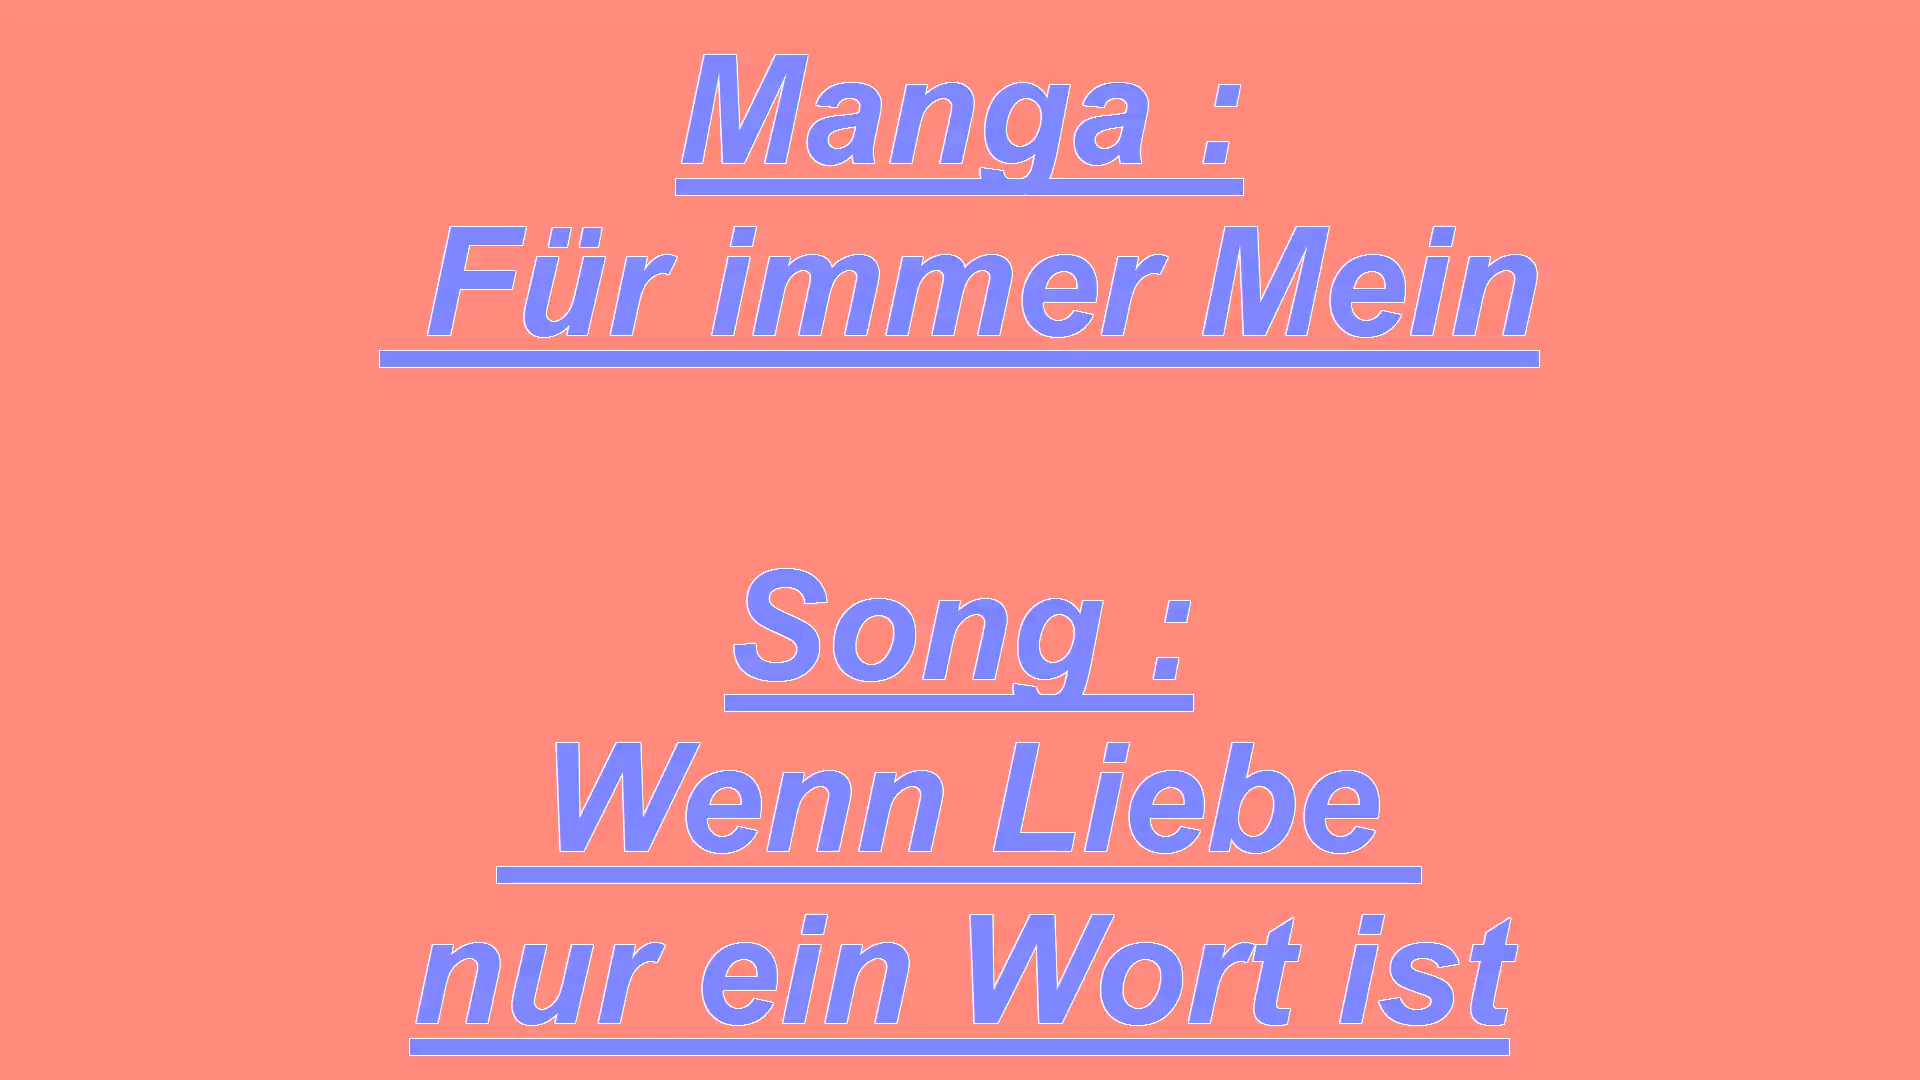 Manga :
Für immer Mein
Song :
Wenn Liebe
nur ein Wort ist